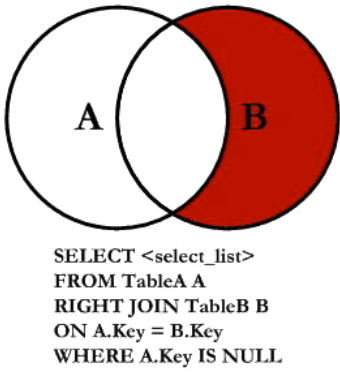 A B
SELECT <select_list>
FROM TableA A
RIGHT JOIN TableB B
ON A.Key = B.Key
WHERE A.Key IS NULL